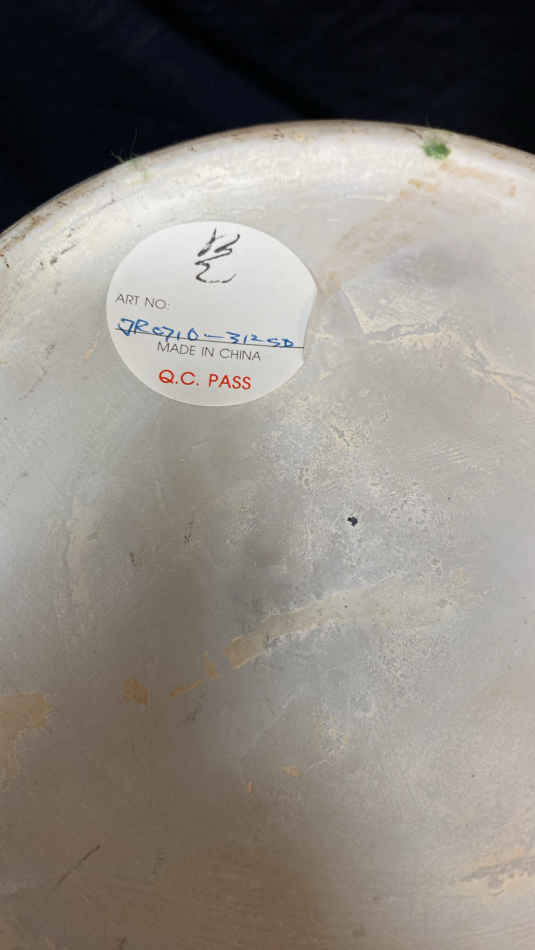 ART NO:
JR0710-312SD
MADE IN CHINA
Q.C. PASS